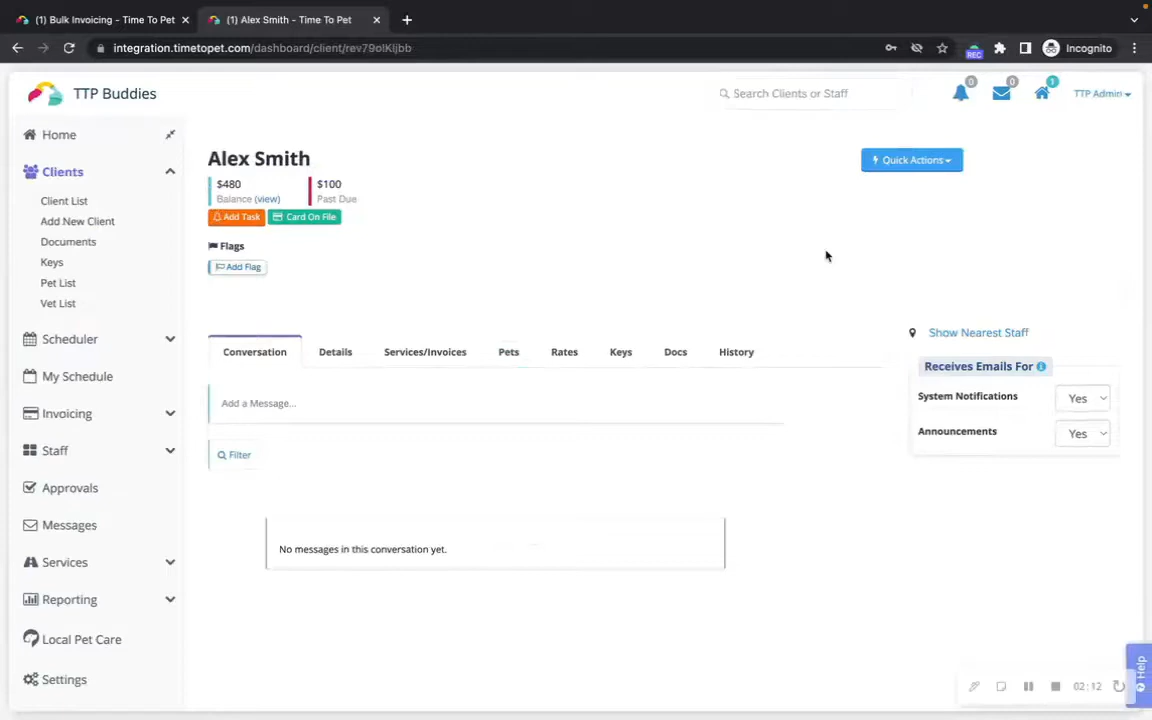 (1) Bulk Invoicing - Time To Pet
(1) Alex Smith - Time To Pet
integration.timetopet.com/dashboard/client/rev79o!Kljbb
REC
Incognito
TTP Buddies
Search Clients or Staff
0
0
1
TTP Admin
Home
Clients
Client List
Add New Client
Documents
Keys
Pet List
Vet List
Scheduler
My Schedule
Invoicing
Staff
Approvals
Messages
Services
Reporting
Local Pet Care
Settings
Alex Smith
Quick Actions
$480
Balance (view)
$100
Past Due
Add Task
Card On File
Flags
Add Flag
Show Nearest Staff
Conversation
Details
Services/Invoices
Pets
Rates
Keys
Docs
History
Receives Emails For
System Notifications
Yes
Announcements
Yes
Add a Message...
Filter
No messages in this conversation yet.
Help
02:12